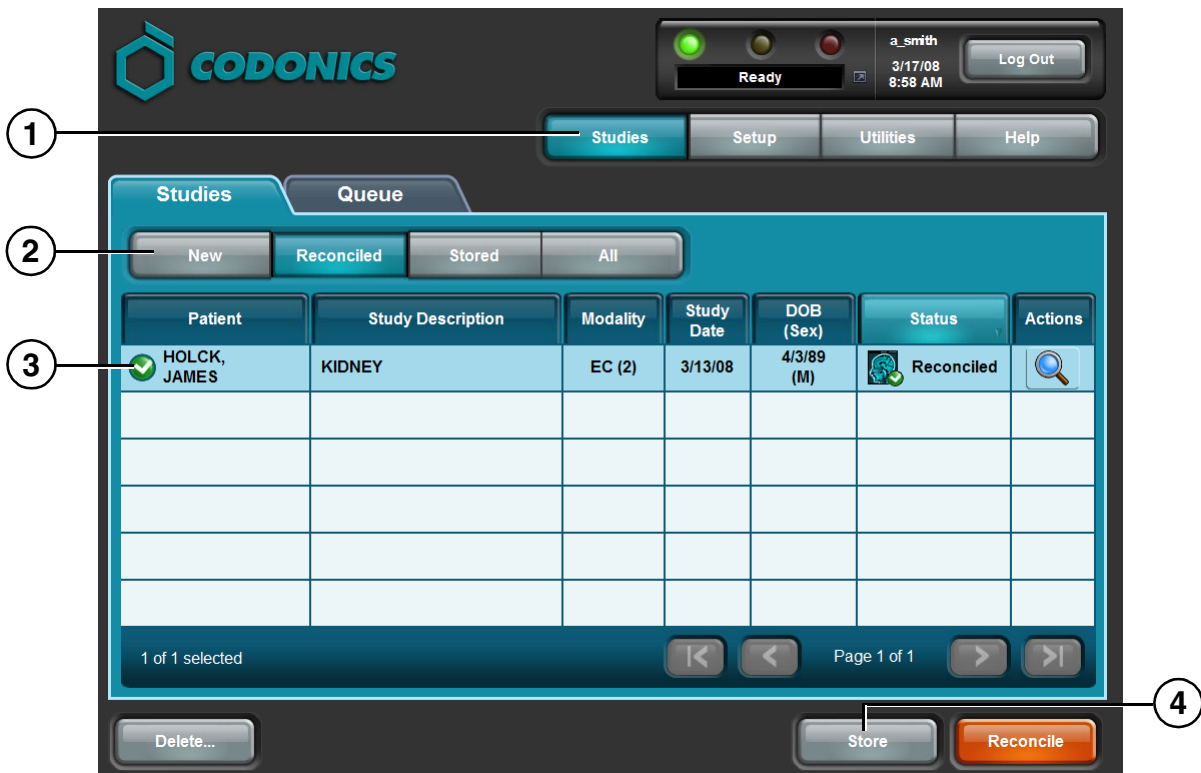 CODONICS
a_smith
3/17/08
8:58 AM
Log Out
Ready
1
Studies Setup Utilities Help
Studies Queue
2
New Reconciled Stored All
Patient Study Description Modality Study Date DOB (Sex) Status Actions
3
HOLCK, JAMES KIDNEY EC (2) 3/13/08 4/3/89 (M) Reconciled
1 of 1 selected Page 1 of 1
4
Delete... Store Reconcile